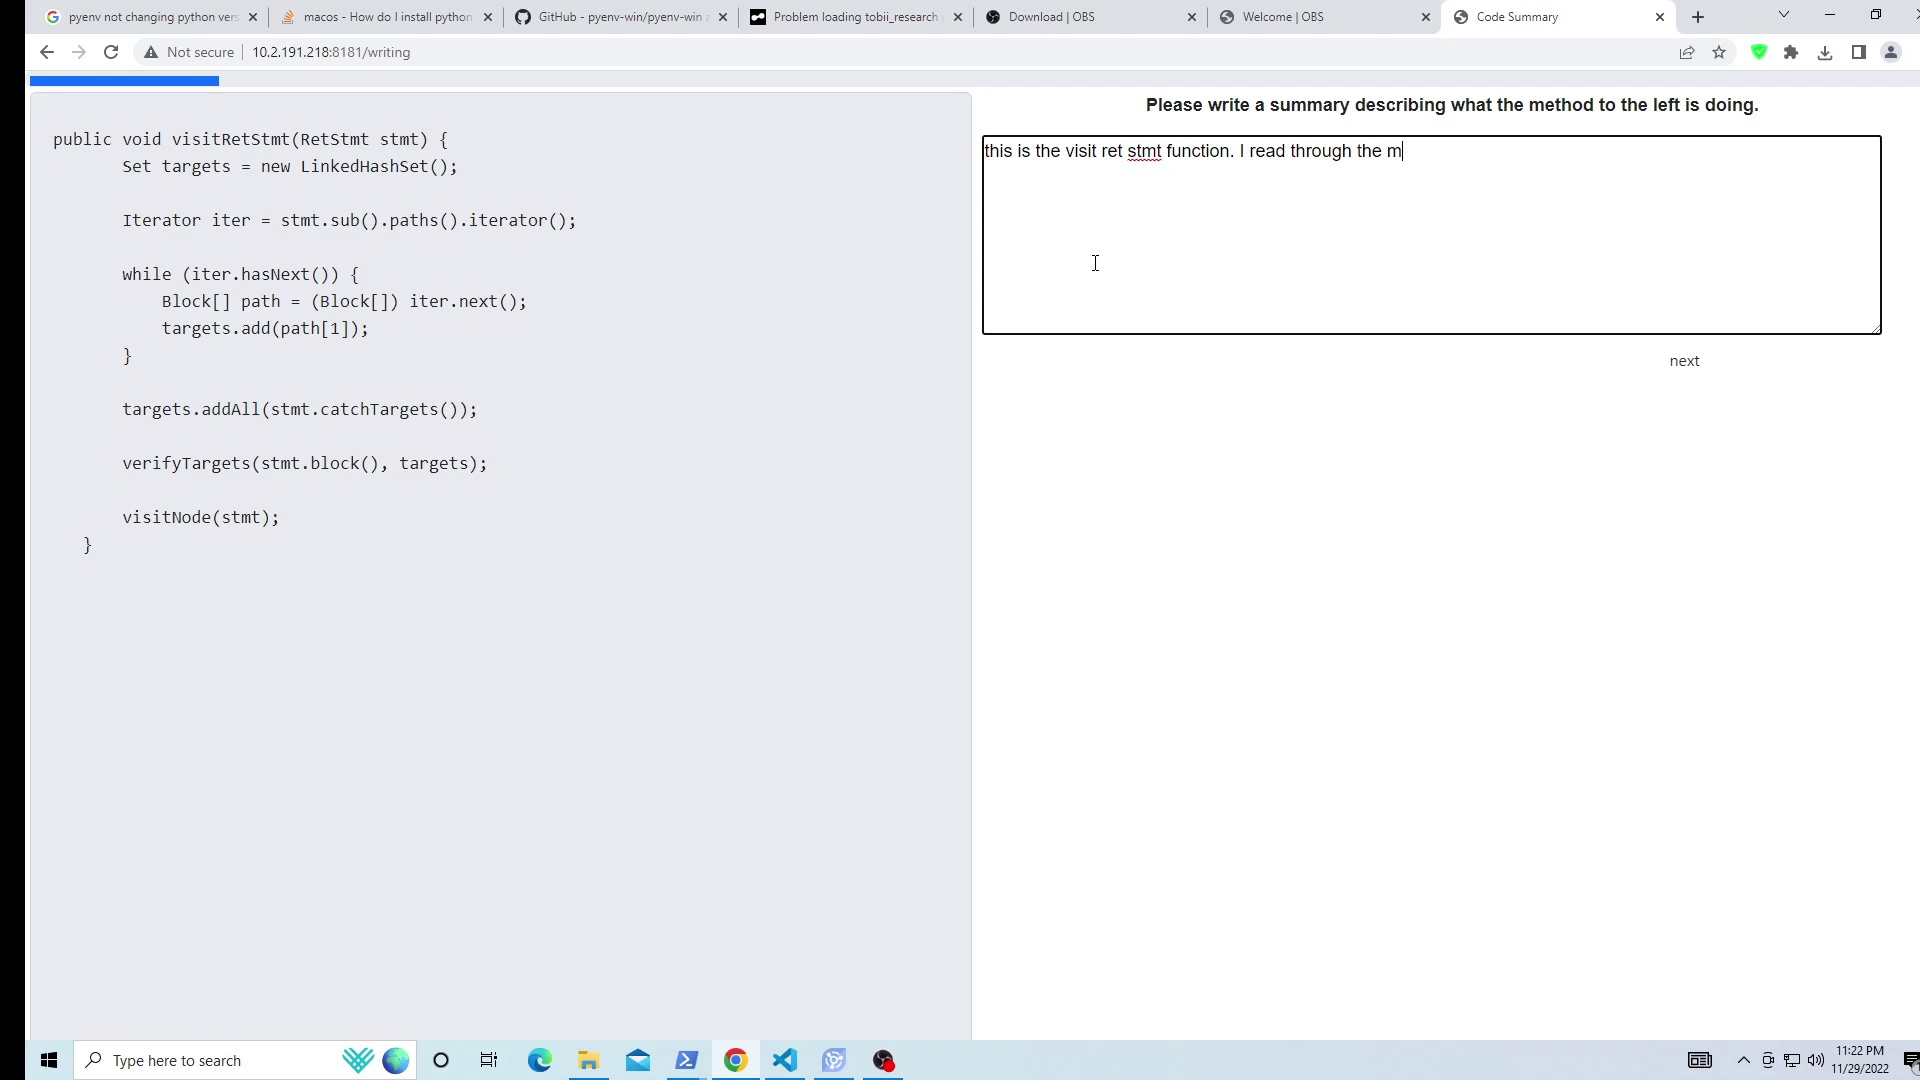 pyenv not changing python vers
macos - How do I install python
GitHub - pyenv-win/pyenv-win a
Problem loading tobii_research
Download | OBS
Welcome | OBS
Code Summary
Not secure
10.2.191.218:8181/writing
public void visitRetStmt(RetStmt stmt) {
Set targets = new LinkedHashSet();
Iterator iter = stmt.sub().paths().iterator();
while (iter.hasNext()) {
Block[] path = (Block[]) iter.next();
targets.add(path[1]);
}
targets.addAll(stmt.catchTargets());
verifyTargets(stmt.block(), targets);
visitNode(stmt);
}
Please write a summary describing what the method to the left is doing.
this is the visit ret stmt function. I read through the m
next
Type here to search
11:22 PM
11/29/2022